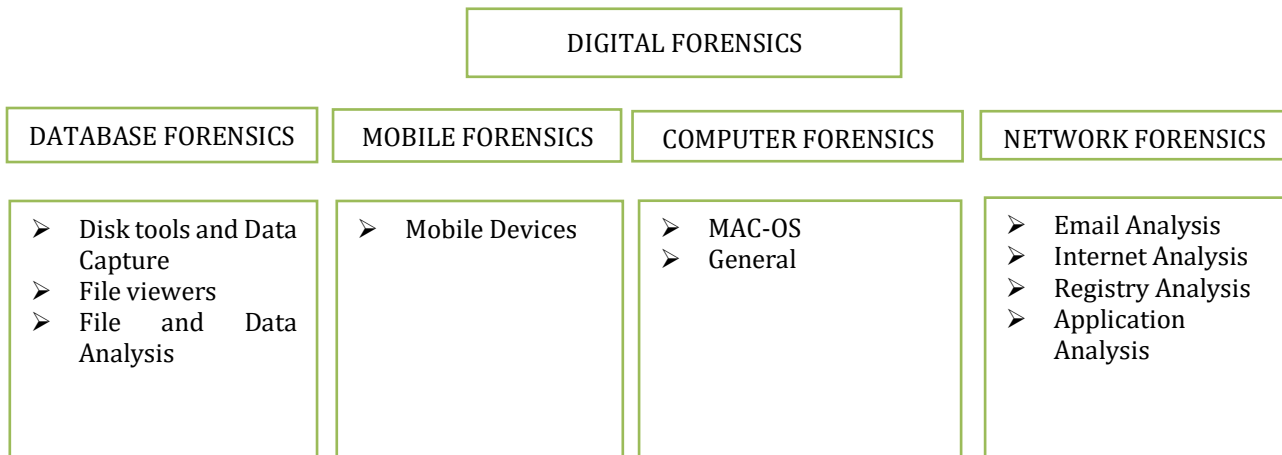 DIGITAL FORENSICS
DATABASE FORENSICS
MOBILE FORENSICS
COMPUTER FORENSICS
NETWORK FORENSICS
➢ Disk tools and Data
Capture
➢ File viewers
➢ File and Data
Analysis
➢ Mobile Devices
➢ MAC-OS
➢ General
➢ Email Analysis
➢ Internet Analysis
➢ Registry Analysis
➢ Application
Analysis